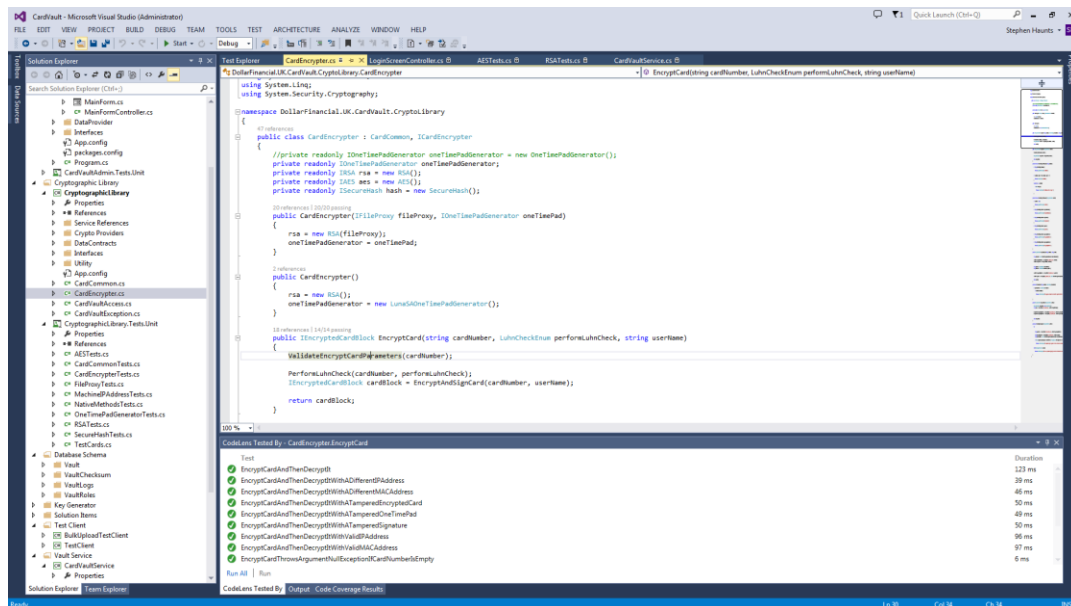 CardVault - Microsoft Visual Studio (Administrator)
1
Quick Launch (Ctrl+Q)
FILE EDIT VIEW PROJECT BUILD DEBUG TEAM TOOLS TEST ARCHITECTURE ANALYZE WINDOW HELP
Stephen Haunts
Start
Debug
Toolbox
Data Sources
Solution Explorer
Search Solution Explorer (Ctrl+;)
MainForm.cs
MainFormController.cs
DataProvider
Interfaces
App.config
packages.config
Program.cs
CardVaultAdmin.Tests.Unit
Cryptographic Library
CryptographicLibrary
Properties
References
Service References
Crypto Providers
DataContracts
Interfaces
Utility
App.config
CardCommon.cs
CardEncrypter.cs
CardVaultAccess.cs
CardVaultException.cs
CryptographicLibrary.Tests.Unit
Properties
References
AESTests.cs
CardCommonTests.cs
CardEncrypterTests.cs
FileProxyTests.cs
MachineIPAddressTests.cs
NativeMethodsTests.cs
OneTimePadGeneratorTests.cs
RSATests.cs
SecureHashTests.cs
TestCards.cs
Database Schema
Vault
VaultChecksum
VaultLogs
VaultRoles
Key Generator
Solution Items
Test Client
BulkUploadTestClient
TestClient
Vault Service
CardVaultService
Properties
Solution Explorer Team Explorer
Test Explorer CardEncrypter.cs LoginScreenController.cs AESTests.cs RSATests.cs CardVaultService.cs
DollarFinancial.UK.CardVault.CryptoLibrary.CardEncrypter
EncryptCard(string cardNumber, LuhnCheckEnum performLuhnCheck, string userName)
using System.Linq;
using System.Security.Cryptography;
namespace DollarFinancial.UK.CardVault.CryptoLibrary
{
47 references
public class CardEncrypter : CardCommon, ICardEncrypter
{
//private readonly IOneTimePadGenerator oneTimePadGenerator = new OneTimePadGenerator();
private readonly IOneTimePadGenerator oneTimePadGenerator;
private readonly IRSA rsa = new RSA();
private readonly IAES aes = new AES();
private readonly ISecureHash hash = new SecureHash();
20 references | 20/20 passing
public CardEncrypter(IFileProxy fileProxy, IOneTimePadGenerator oneTimePad)
{
rsa = new RSA(fileProxy);
oneTimePadGenerator = oneTimePad;
}
2 references
public CardEncrypter()
{
rsa = new RSA();
oneTimePadGenerator = new LunaSAOneTimePadGenerator();
}
18 references | 14/14 passing
public IEncryptedCardBlock EncryptCard(string cardNumber, LuhnCheckEnum performLuhnCheck, string userName)
{
ValidateEncryptCardParameters(cardNumber);
PerformLuhnCheck(cardNumber, performLuhnCheck);
IEncryptedCardBlock cardBlock = EncryptAndSignCard(cardNumber, userName);
return cardBlock;
}
100 %
CodeLens Tested By - CardEncrypter.EncryptCard
Test Duration
EncryptCardAndThenDecryptIt 123 ms
EncryptCardAndThenDecryptItWithADifferentIPAddress 39 ms
EncryptCardAndThenDecryptItWithADifferentMACAddress 46 ms
EncryptCardAndThenDecryptItWithATamperedEncryptedCard 50 ms
EncryptCardAndThenDecryptItWithATamperedOneTimePad 49 ms
EncryptCardAndThenDecryptItWithATamperedSignature 50 ms
EncryptCardAndThenDecryptItWithValidIPAddress 96 ms
EncryptCardAndThenDecryptItWithValidMACAddress 97 ms
EncryptCardThrowsArgumentNullExceptionIfCardNumberIsEmpty 6 ms
Run All | Run
CodeLens Tested By Output Code Coverage Results
Ready
Ln 30 Col 34 Ch 34